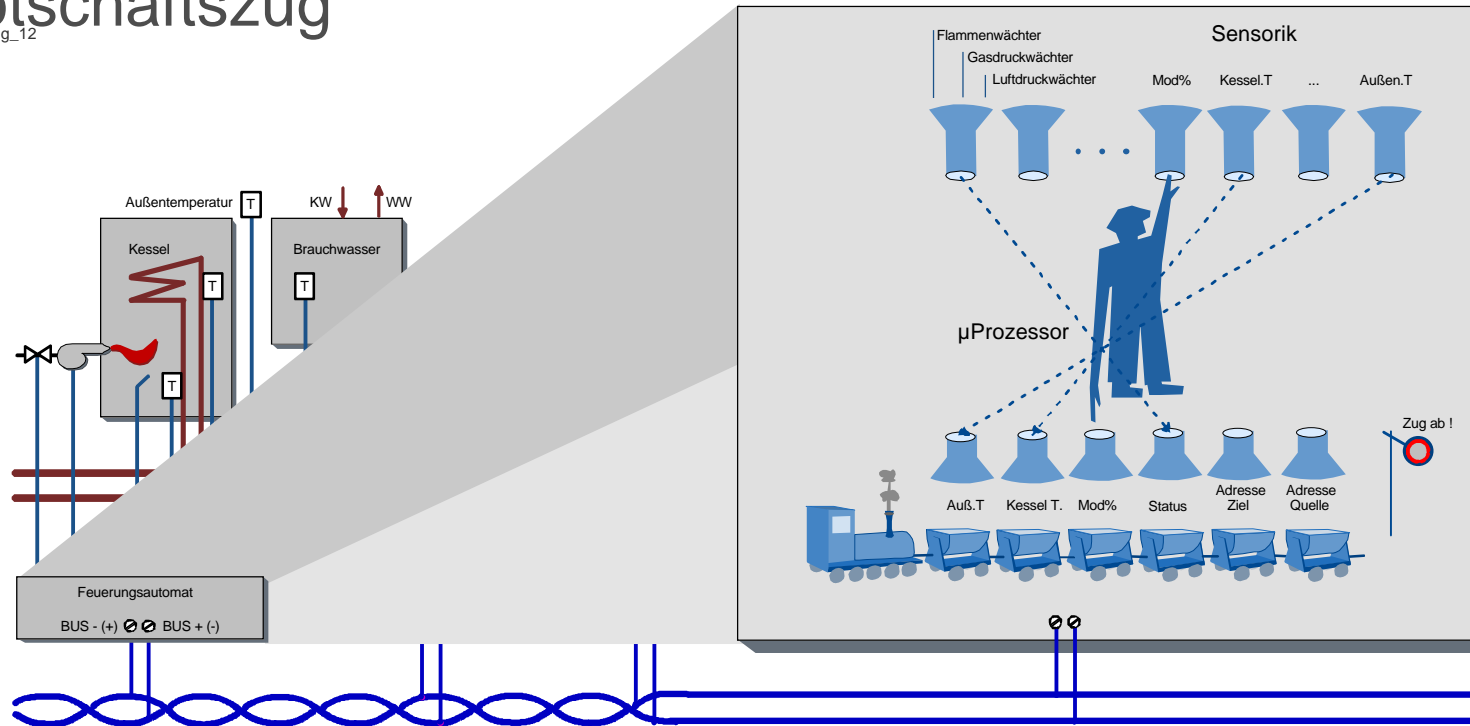 otschaftszug
g_12
Flammenwächter
Gasdruckwächter
Luftdruckwächter
Sensorik
Mod%
Kessel.T
...
Außen.T
Außentemperatur
T
KW
WW
Kessel
Brauchwasser
T
T
T
µProzessor
Zug ab !
Auß.T
Kessel T.
Mod%
Status
Adresse
Ziel
Adresse
Quelle
Feuerungsautomat
BUS - (+)
BUS + (-)